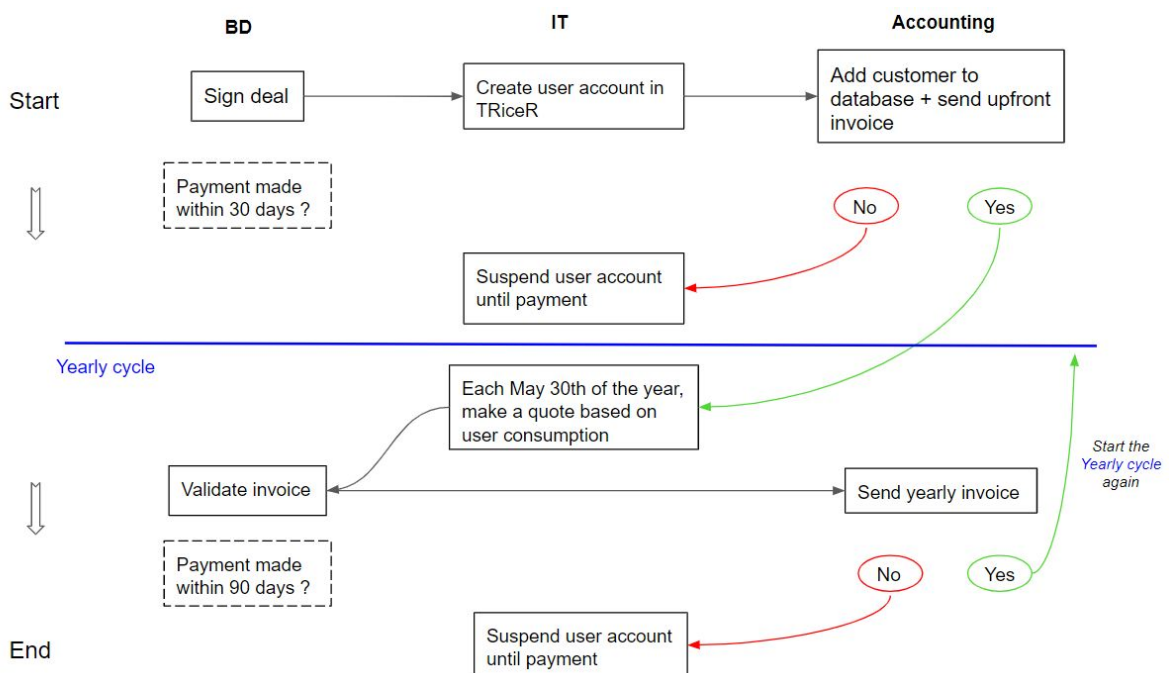 BD
IT
Accounting
Start
Sign deal
Create user account in
TRiceR
Add customer to
database + send upfront
invoice
Payment made
within 30 days ?
No
Yes
Suspend user account
until payment
Yearly cycle
Each May 30th of the year,
make a quote based on
user consumption
Start the
Yearly cycle
again
Validate invoice
Send yearly invoice
Payment made
within 90 days ?
No
Yes
Suspend user account
until payment
End